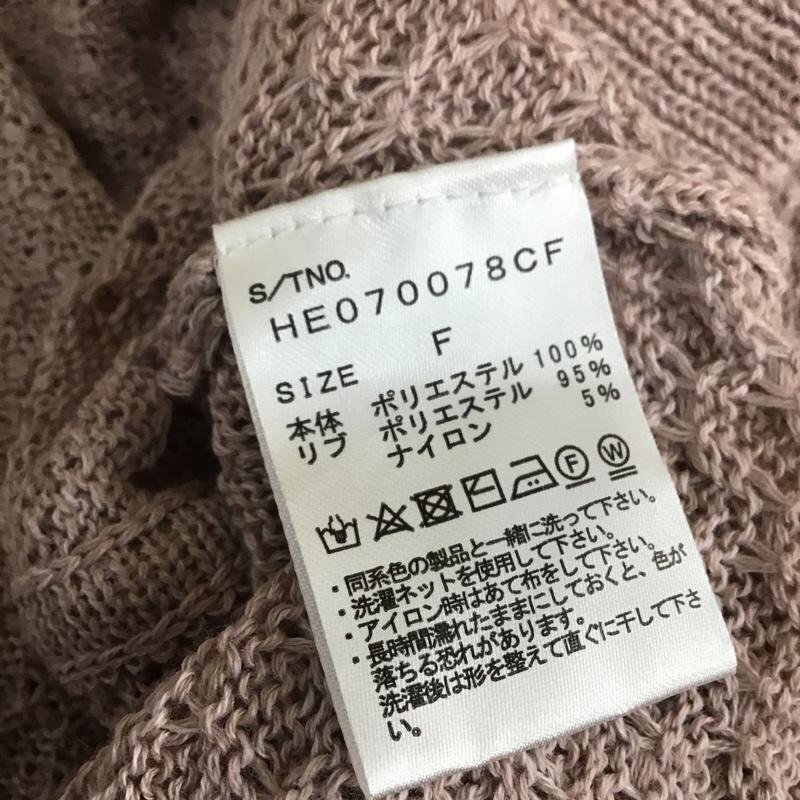 S/TNO.
HE070078CF
SIZE F
本体 ポリエステル 100%
リブ ポリエステル 95%
ナイロン 5%
F W
・同系色の製品と一緒に洗って下さい。
・洗濯ネットを使用して下さい。
・アイロン時はあて布をして下さい。
・長時間濡れたままにしておくと、色が
落ちる恐れがあります。
洗濯後は形を整えて直ぐに干して下さ
い。